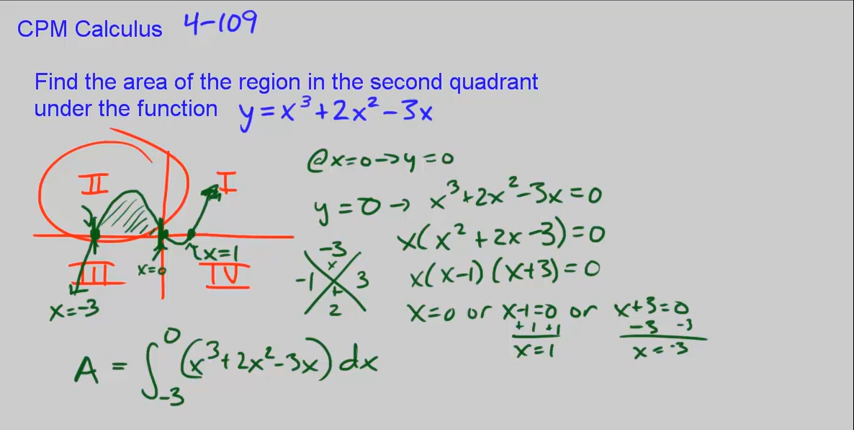 CPM Calculus 4-109
Find the area of the region in the second quadrant
under the function y=x³+2x²-3x
II I
III IV
x=-3
x=0
x=1
@x=0→y=0
y=0→ x³+2x²-3x=0
x(x²+2x-3)=0
-3
x
-1 3
+
2
x(x-1)(x+3)=0
x=0 or x-1=0 or x+3=0
+1 +1 -3 -3
x=1 x=-3
A = ∫₋₃⁰ (x³+2x²-3x) dx